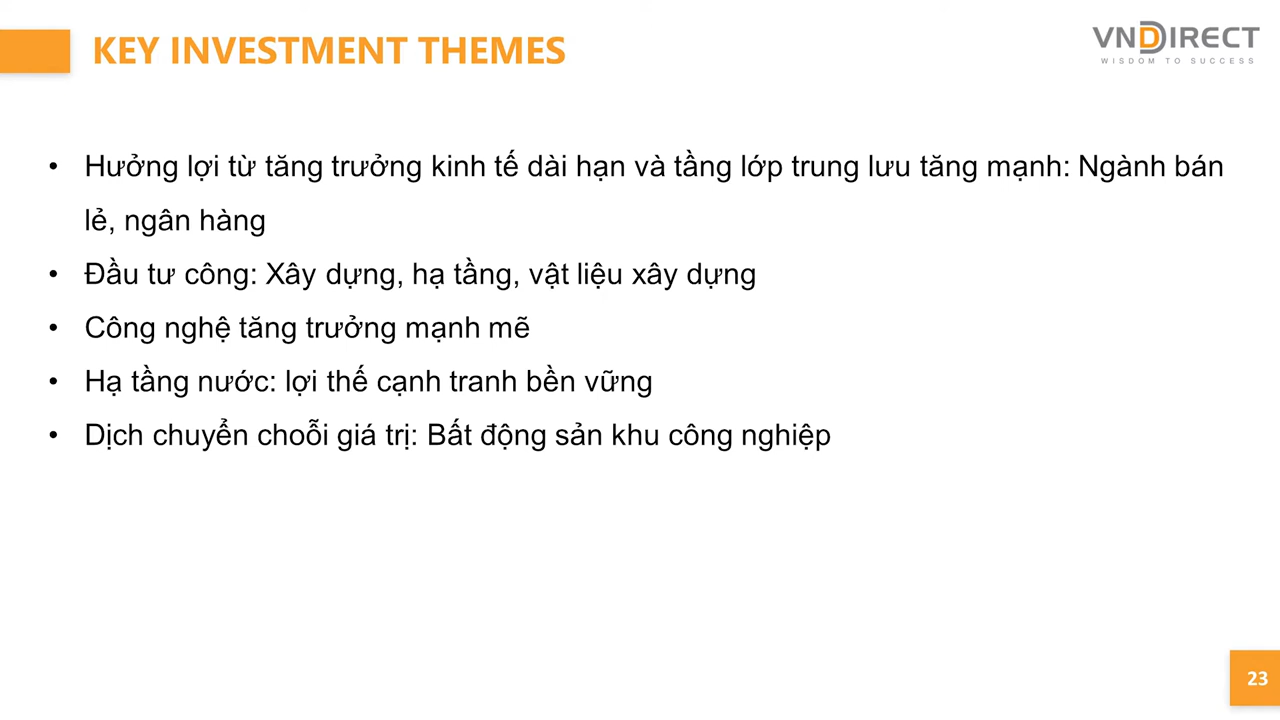 KEY INVESTMENT THEMES
VNDIRECT
WISDOM TO SUCCESS
• Hưởng lợi từ tăng trưởng kinh tế dài hạn và tầng lớp trung lưu tăng mạnh: Ngành bán
lẻ, ngân hàng
• Đầu tư công: Xây dựng, hạ tầng, vật liệu xây dựng
• Công nghệ tăng trưởng mạnh mẽ
• Hạ tầng nước: lợi thế cạnh tranh bền vững
• Dịch chuyển choỗi giá trị: Bất động sản khu công nghiệp
23